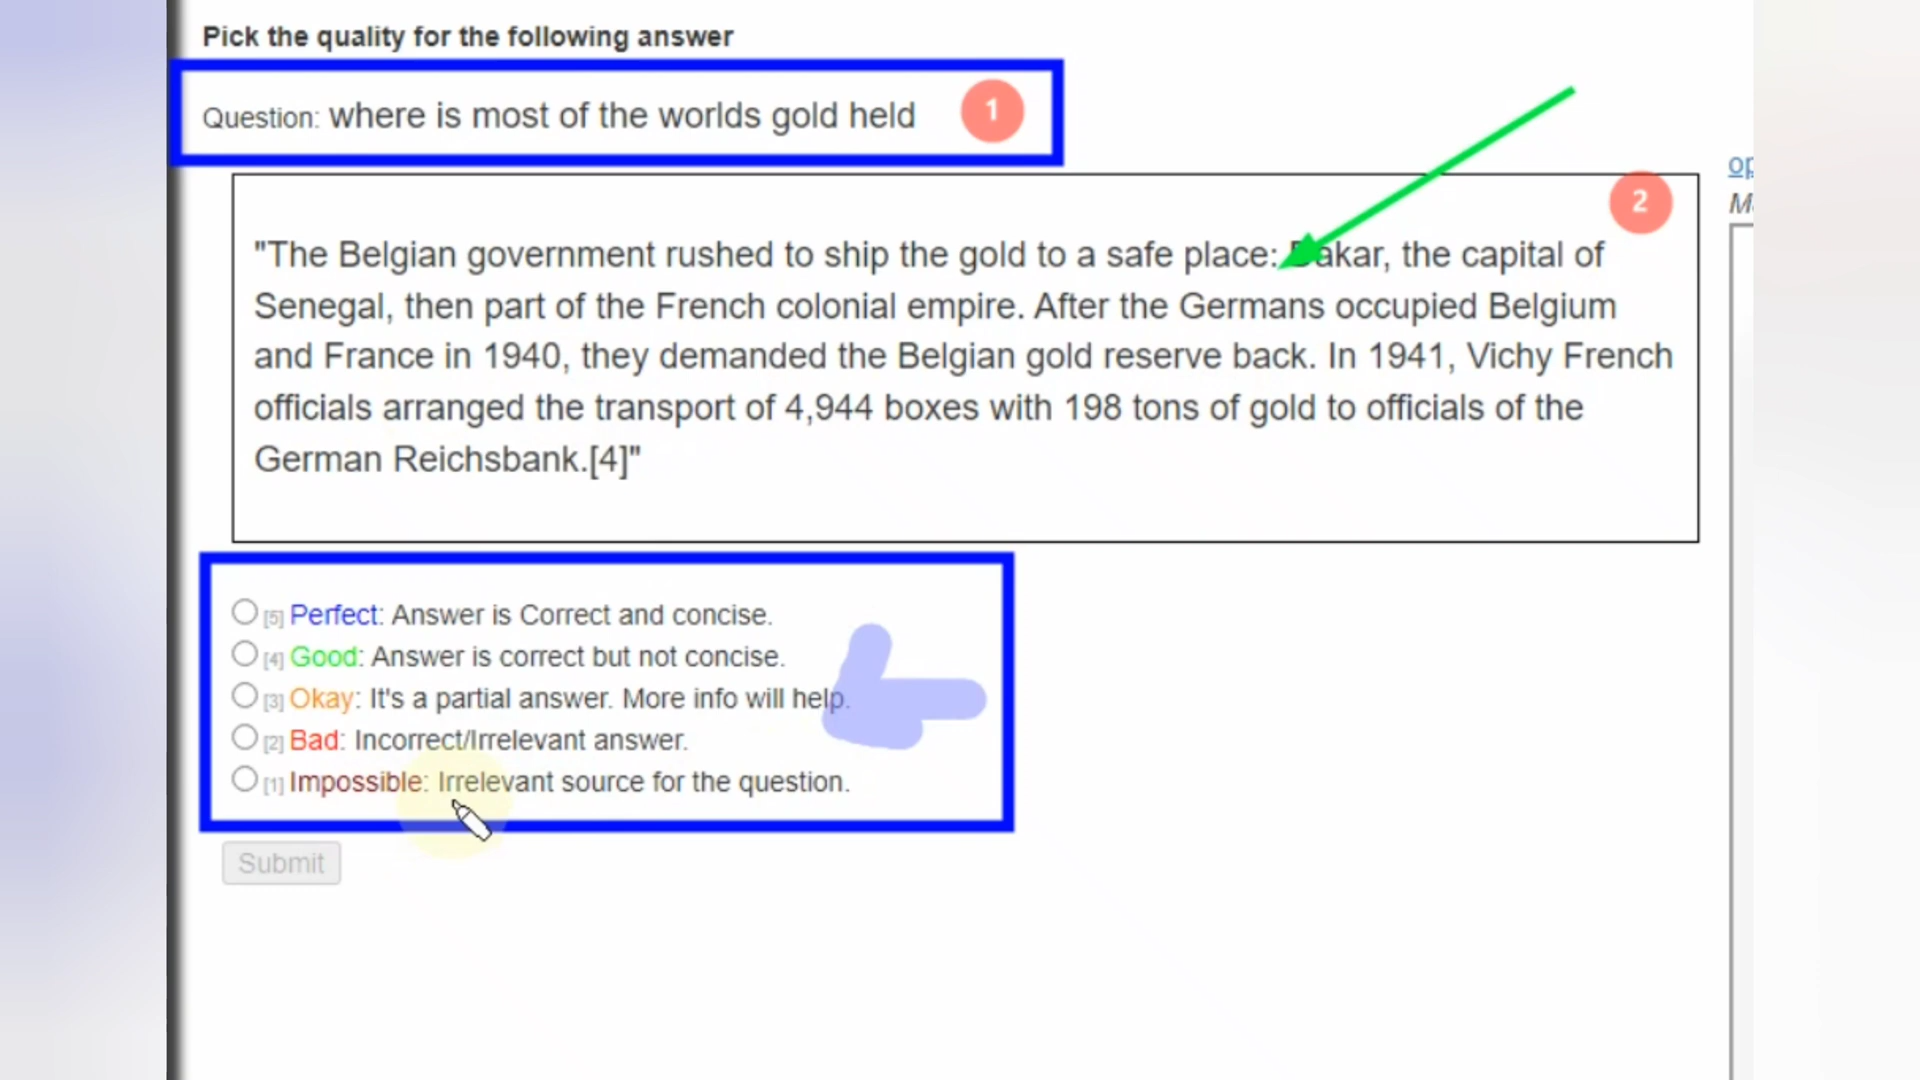 Pick the quality for the following answer
Question: where is most of the worlds gold held
1
2
"The Belgian government rushed to ship the gold to a safe place: Dakar, the capital of
Senegal, then part of the French colonial empire. After the Germans occupied Belgium
and France in 1940, they demanded the Belgian gold reserve back. In 1941, Vichy French
officials arranged the transport of 4,944 boxes with 198 tons of gold to officials of the
German Reichsbank.[4]"
[5] Perfect: Answer is Correct and concise.
[4] Good: Answer is correct but not concise.
[3] Okay: It's a partial answer. More info will help.
[2] Bad: Incorrect/Irrelevant answer.
[1] Impossible: Irrelevant source for the question.
Submit